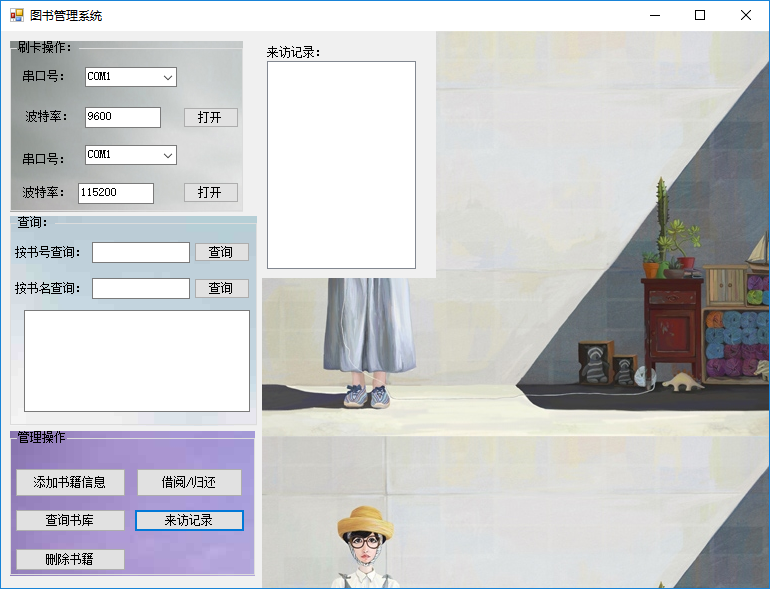 图书管理系统
刷卡操作:
串口号: COM1
波特率: 9600 打开
串口号: COM1
波特率: 115200 打开
查询:
按书号查询: 查询
按书名查询: 查询
管理操作
添加书籍信息 借阅/归还
查询书库 来访记录
删除书籍
来访记录: